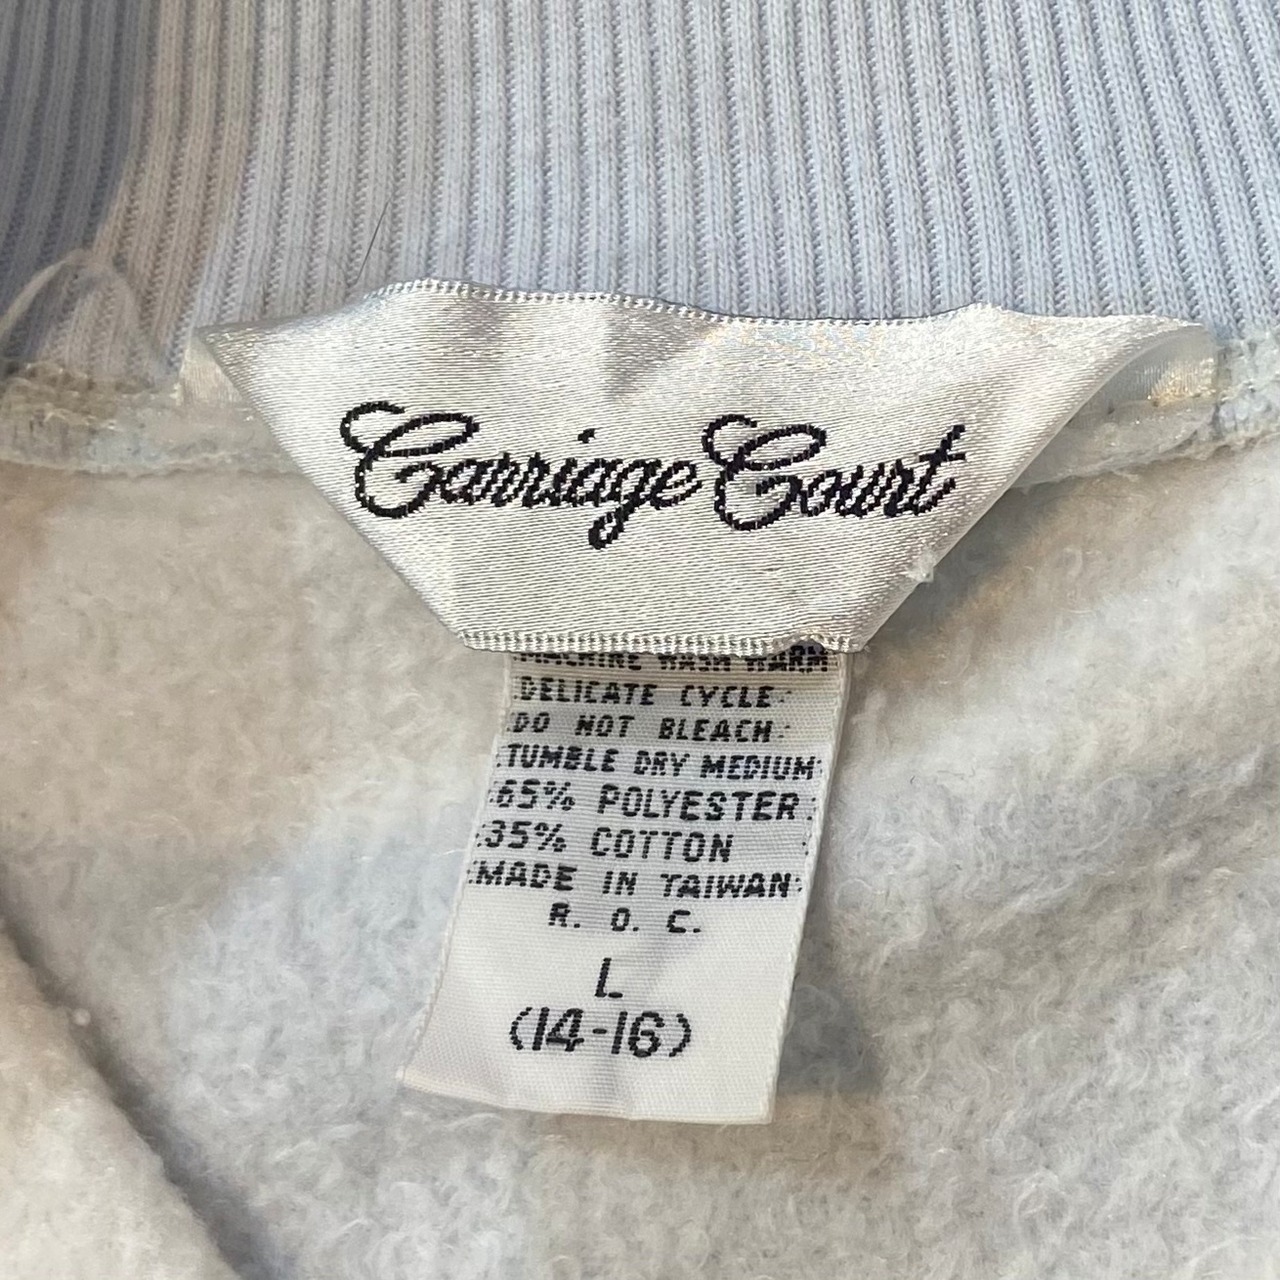 Carriage Court
MACHINE WASH WARM
DELICATE CYCLE
DO NOT BLEACH
TUMBLE DRY MEDIUM
65% POLYESTER
35% COTTON
MADE IN TAIWAN
R. O. C.
L
(14-16)